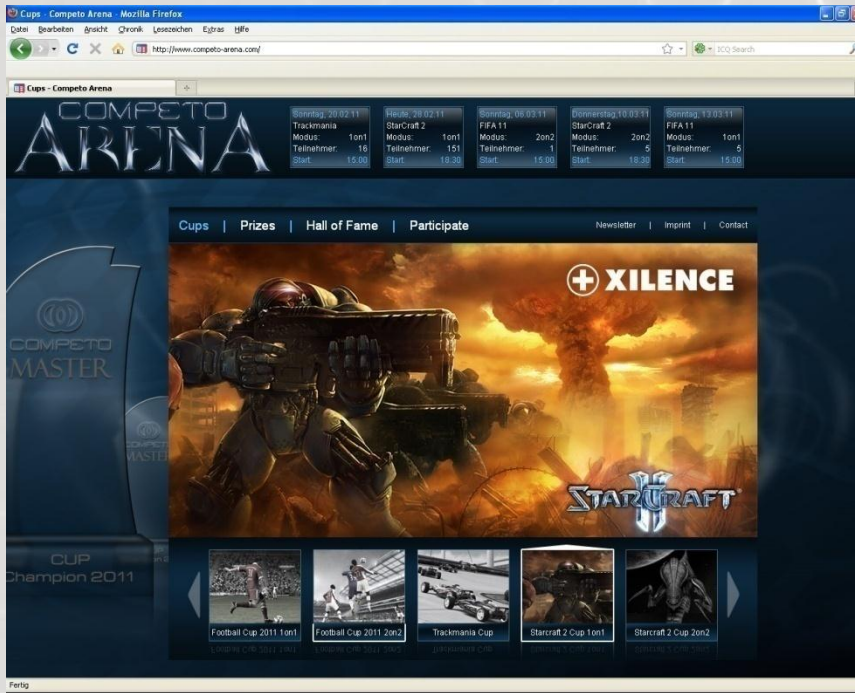 Cups - Competo Arena - Mozilla Firefox
Datei Bearbeiten Ansicht Chronik Lesezeichen Extras Hilfe
http://www.competo-arena.com/
ICQ Search
Cups - Competo Arena
COMPETO
ARENA
Sonntag, 20.02.11
Trackmania
Modus: 1on1
Teilnehmer: 16
Start: 15:00
Heute, 28.02.11
StarCraft 2
Modus: 1on1
Teilnehmer: 151
Start: 18:30
Sonntag, 06.03.11
FIFA 11
Modus: 2on2
Teilnehmer: 1
Start: 15:00
Donnerstag, 10.03.11
StarCraft 2
Modus: 2on2
Teilnehmer: 5
Start: 18:30
Sonntag, 13.03.11
FIFA 11
Modus: 1on1
Teilnehmer: 5
Start: 15:00
Cups | Prizes | Hall of Fame | Participate
Newsletter | Imprint | Contact
XILENCE
STARCRAFT II
COMPETO
MASTER
COMPETO
MASTER
CUP
Champion 2011
Football Cup 2011 1on1
Football Cup 2011 2on2
Trackmania Cup
Starcraft 2 Cup 1on1
Starcraft 2 Cup 2on2
Fertig